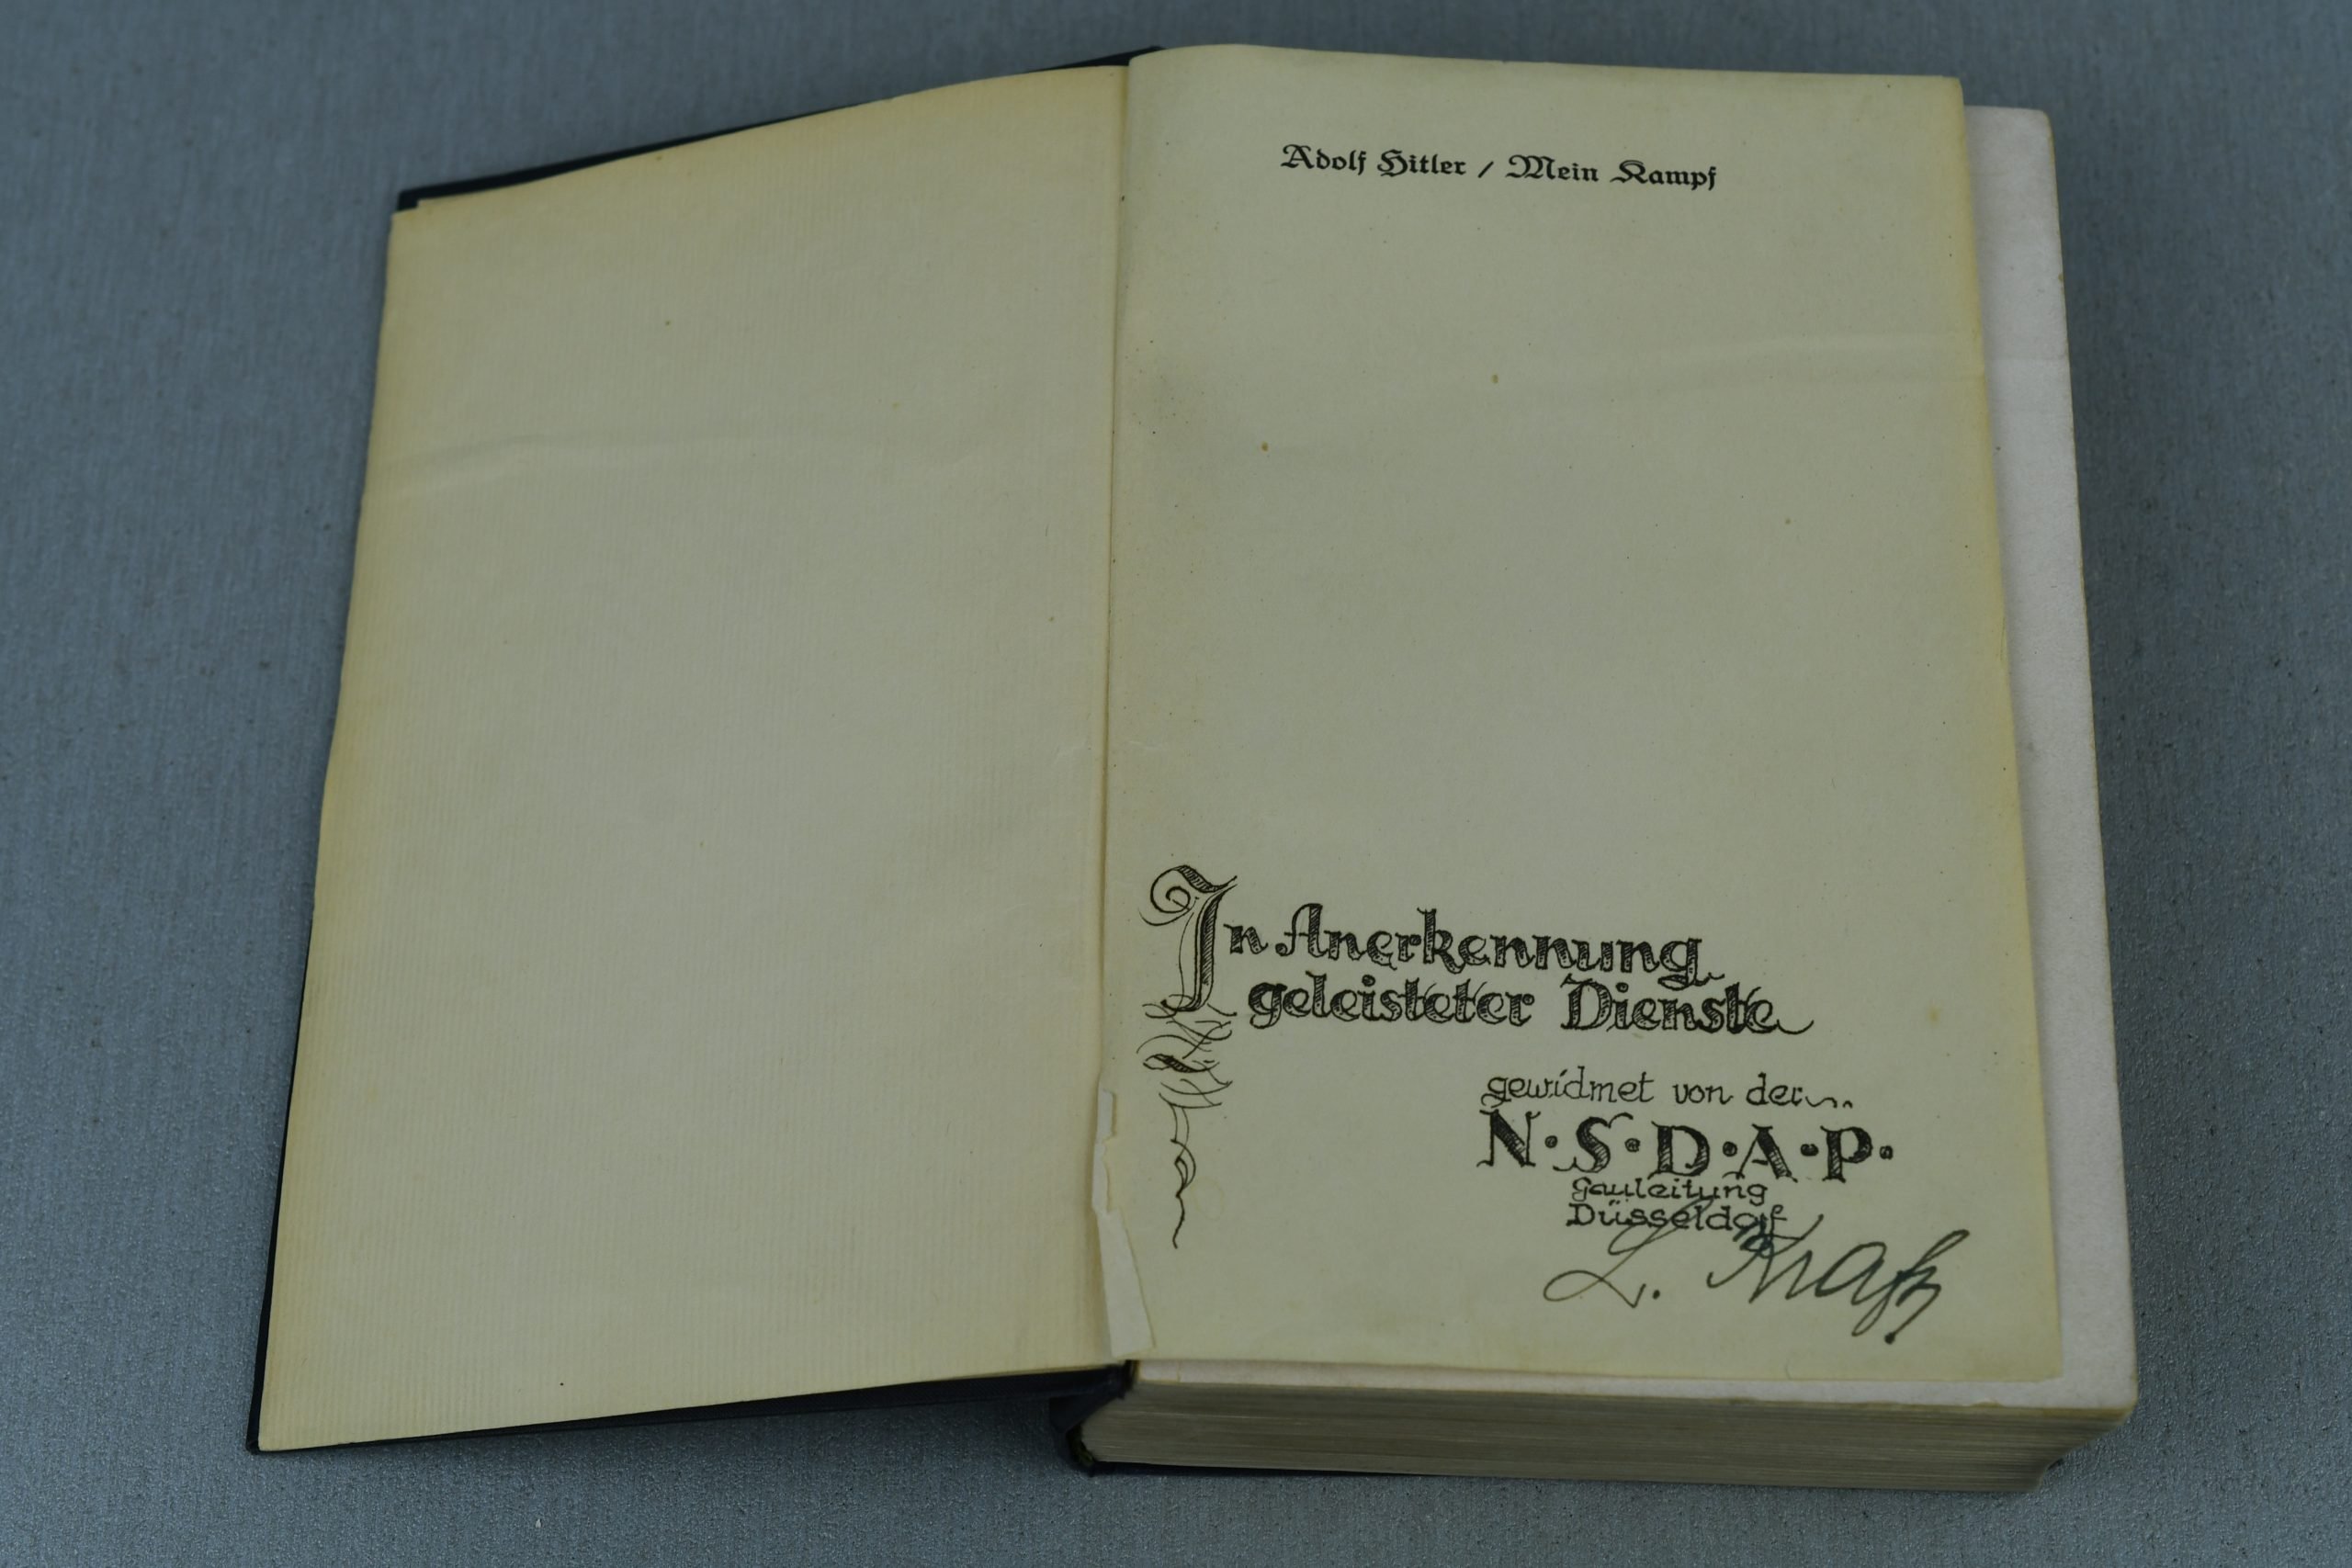 Adolf Hitler / Mein Kampf
In Anerkennung
geleisteter Dienste
gewidmet von der
N·S·D·A·P·
Gauleitung
Düsseldorf